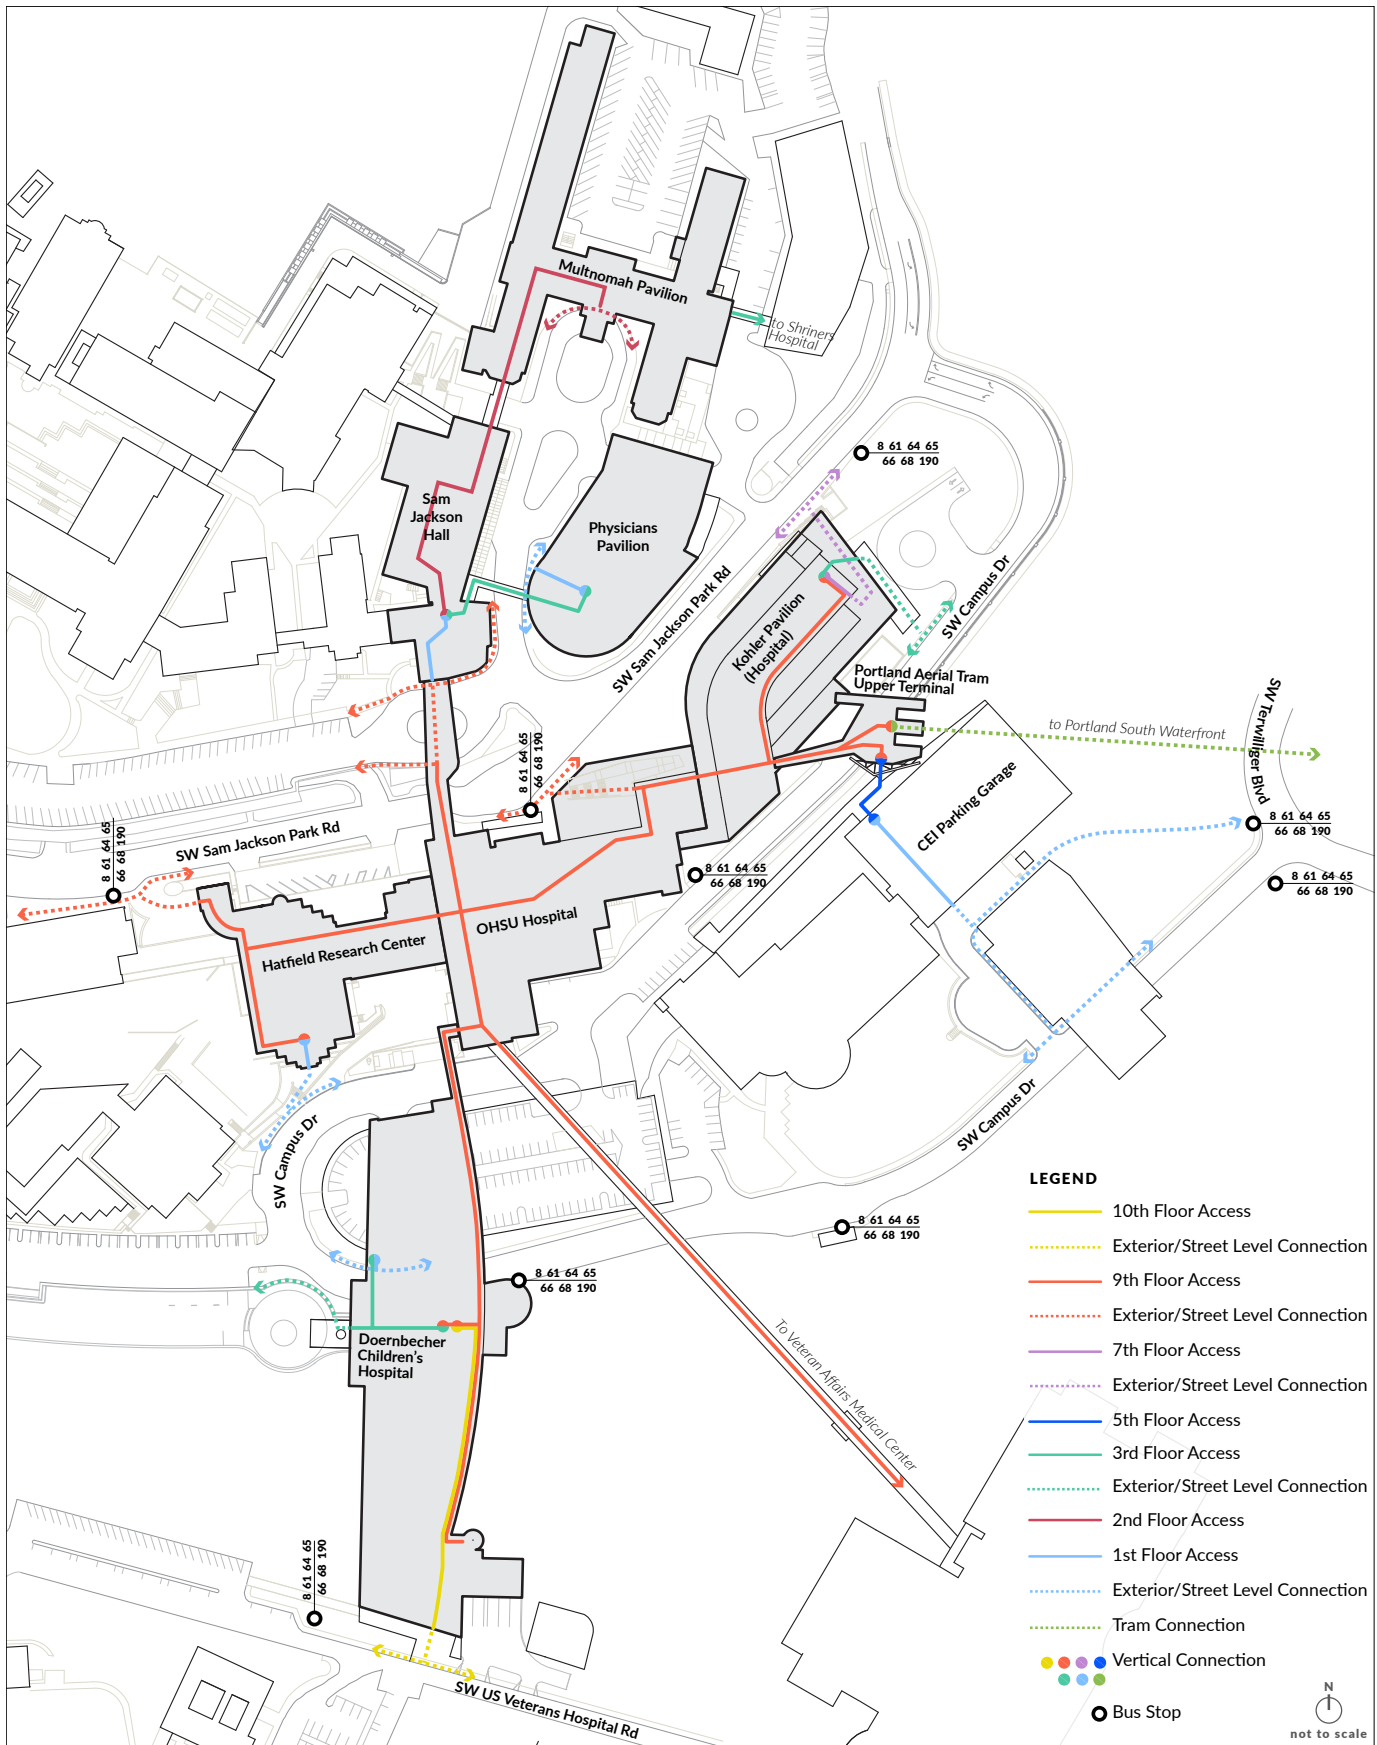 Multnomah Pavilion
to Shriners
Hospital
8 61 64 65
66 68 190
Sam
Jackson
Hall
Physicians
Pavilion
SW Sam Jackson Park Rd
Kohler Pavilion
(Hospital)
SW Campus Dr
Portland Aerial Tram
Upper Terminal
to Portland South Waterfront
SW Terwilliger Blvd
8 61 64 65
66 68 190
CEI Parking Garage
8 61 64 65
66 68 190
8 61 64 65
66 68 190
SW Sam Jackson Park Rd
8 61 64 65
66 68 190
8 61 64 65
66 68 190
OHSU Hospital
Hatfield Research Center
SW Campus Dr
SW Campus Dr
8 61 64 65
66 68 190
8 61 64 65
66 68 190
Doernbecher
Children's
Hospital
To Veteran Affairs Medical Center
8 61 64 65
66 68 190
SW US Veterans Hospital Rd
LEGEND
10th Floor Access
Exterior/Street Level Connection
9th Floor Access
Exterior/Street Level Connection
7th Floor Access
Exterior/Street Level Connection
5th Floor Access
3rd Floor Access
Exterior/Street Level Connection
2nd Floor Access
1st Floor Access
Exterior/Street Level Connection
Tram Connection
Vertical Connection
Bus Stop
N
not to scale